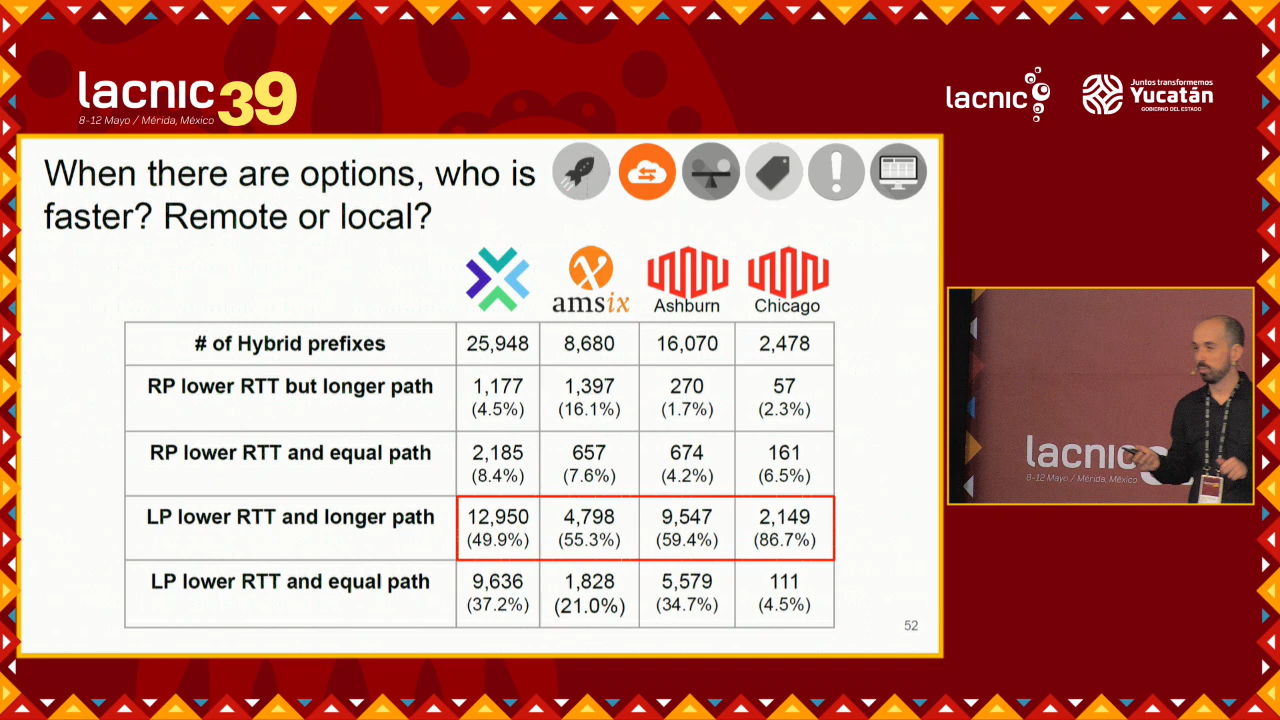 lacnic 39
8-12 Mayo / Mérida, México
lacnic
Juntos transformemos
Yucatán
GOBIERNO DEL ESTADO
When there are options, who is
faster? Remote or local?
amsix
Ashburn
Chicago
# of Hybrid prefixes 25,948 8,680 16,070 2,478
RP lower RTT but longer path 1,177 1,397 270 57
(4.5%) (16.1%) (1.7%) (2.3%)
RP lower RTT and equal path 2,185 657 674 161
(8.4%) (7.6%) (4.2%) (6.5%)
LP lower RTT and longer path 12,950 4,798 9,547 2,149
(49.9%) (55.3%) (59.4%) (86.7%)
LP lower RTT and equal path 9,636 1,828 5,579 111
(37.2%) (21.0%) (34.7%) (4.5%)
52
lacnic
8-12 Mayo / Mérida, México